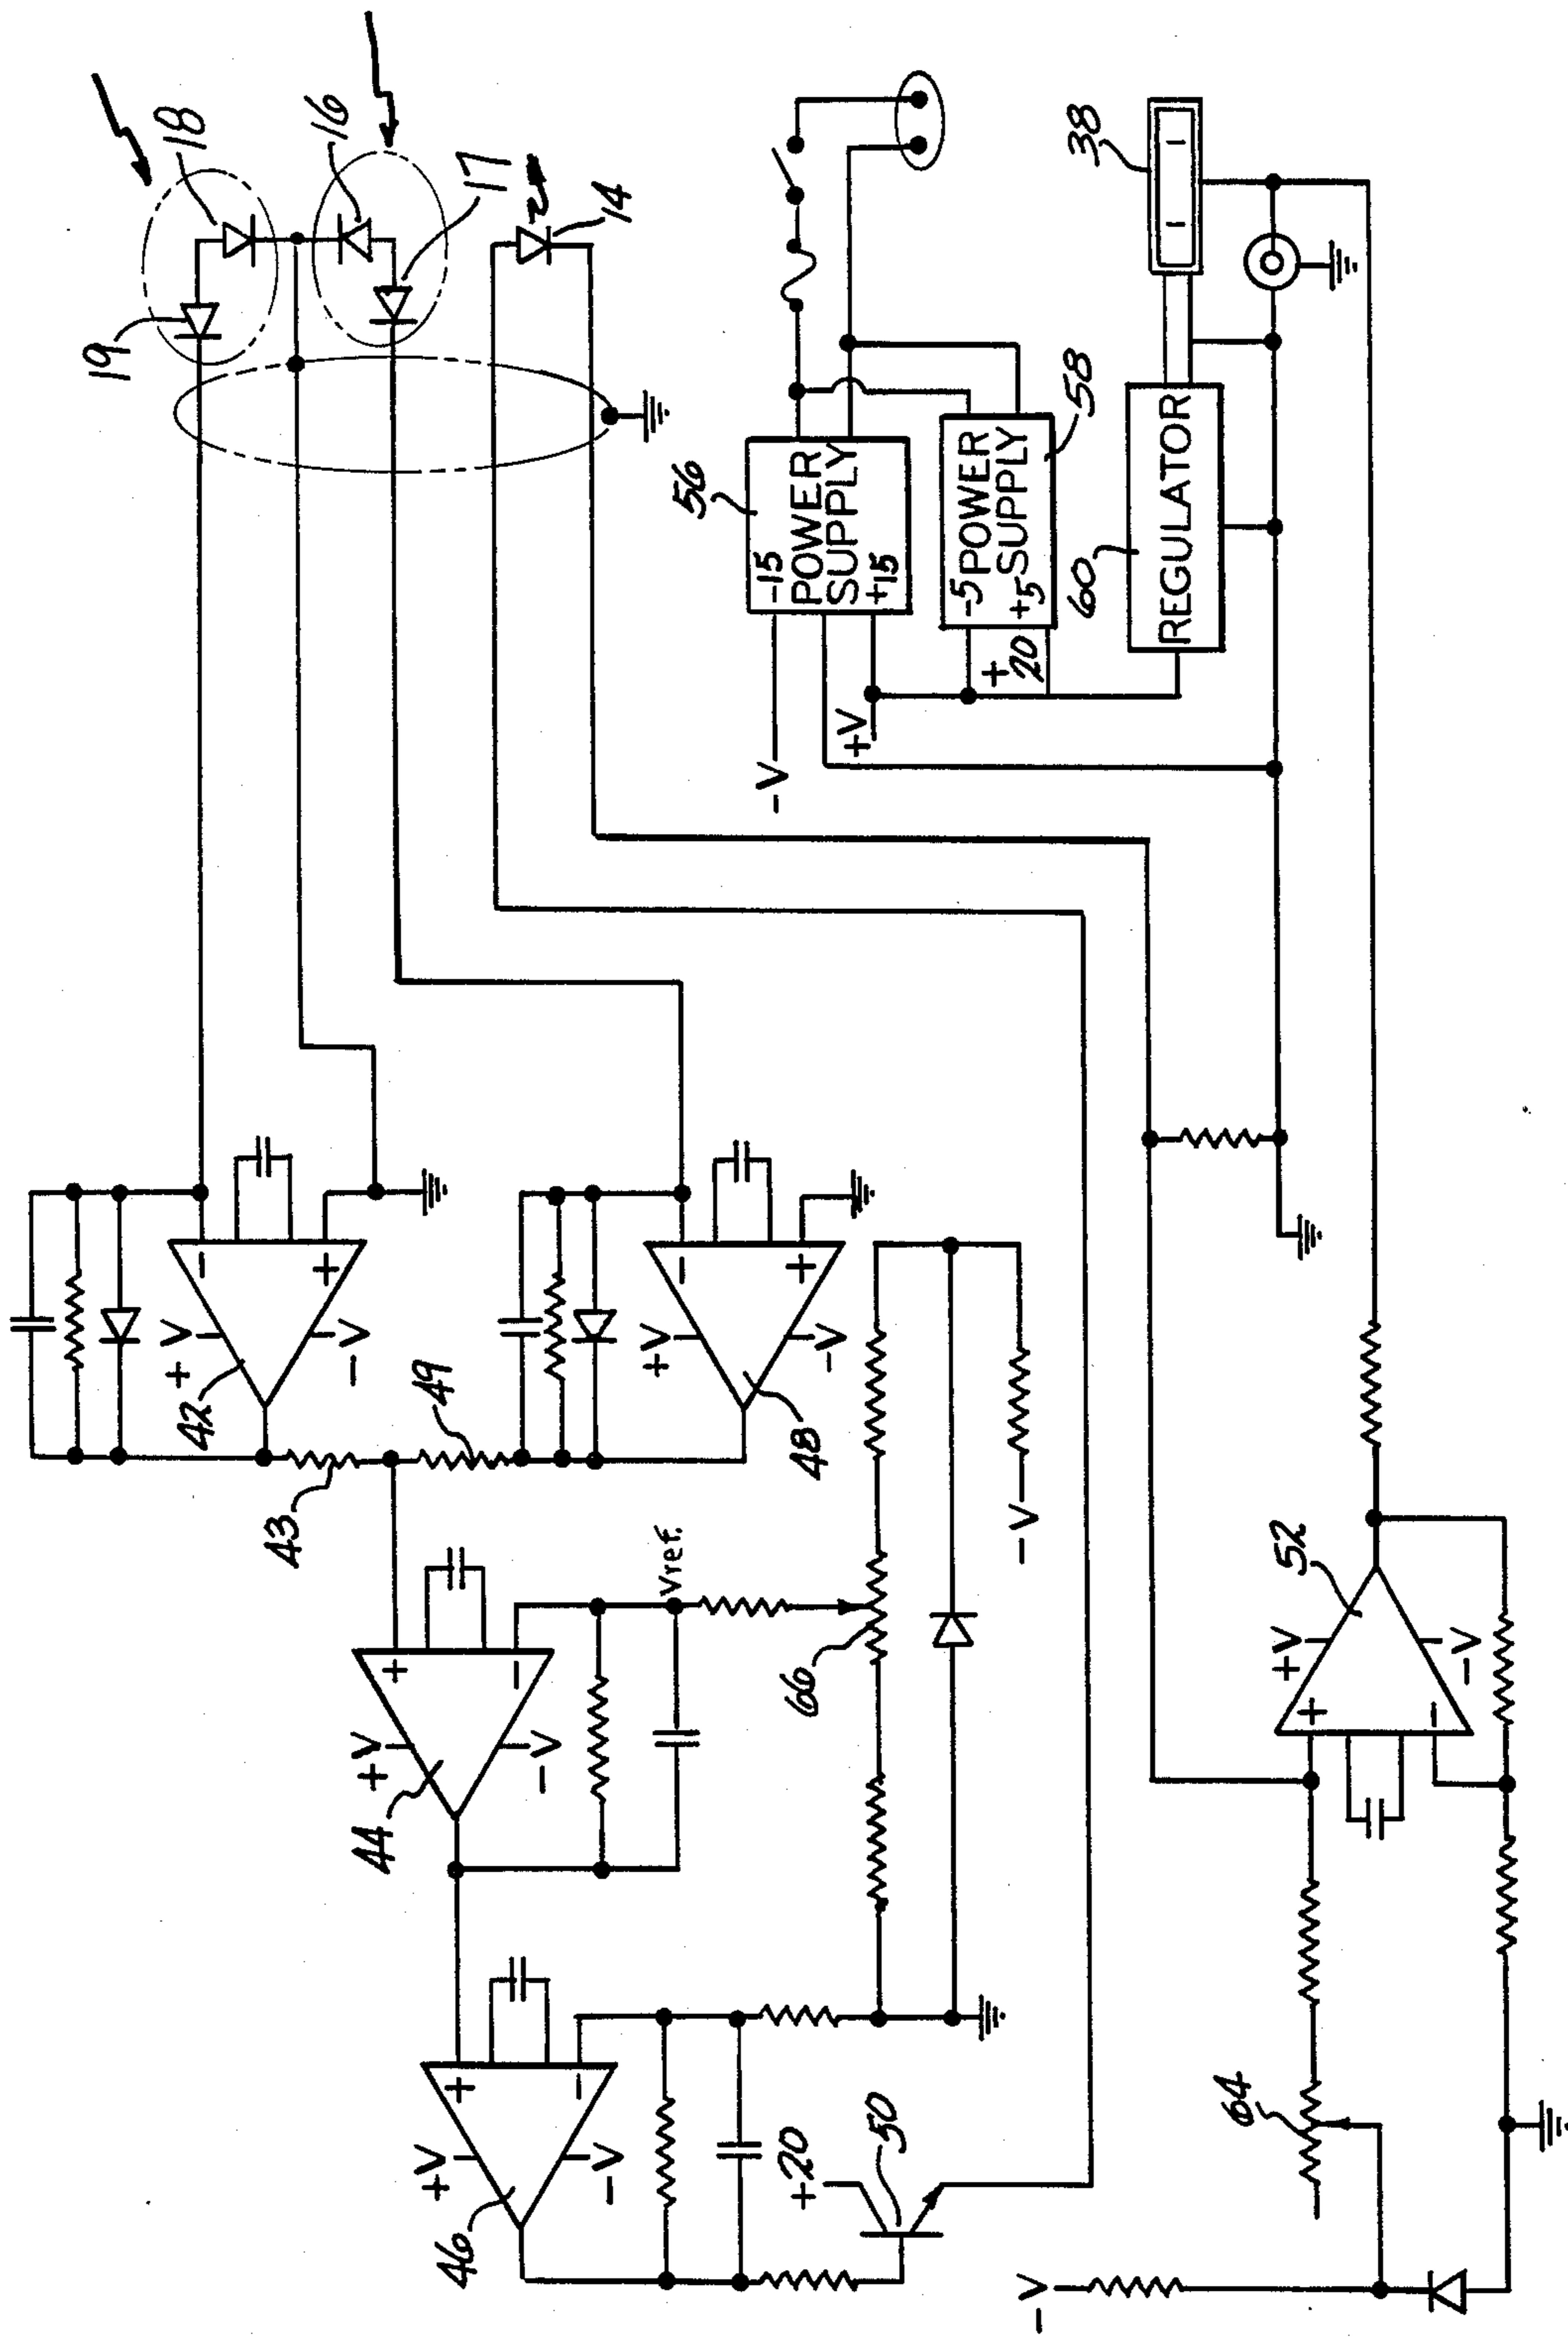 18
16
19
17
14
38
56
-15
POWER
SUPPLY
+15
58
-5 POWER
+5 SUPPLY
60
REGULATOR
+
20
-V
+V
-
+
+V
-V
42
43
49
-
+
+V
-V
48
Vref.
+
-
+V
-V
44
66
-V
52
+V
+
-
-V
+
-
+V
-V
46
+20
50
64
-V